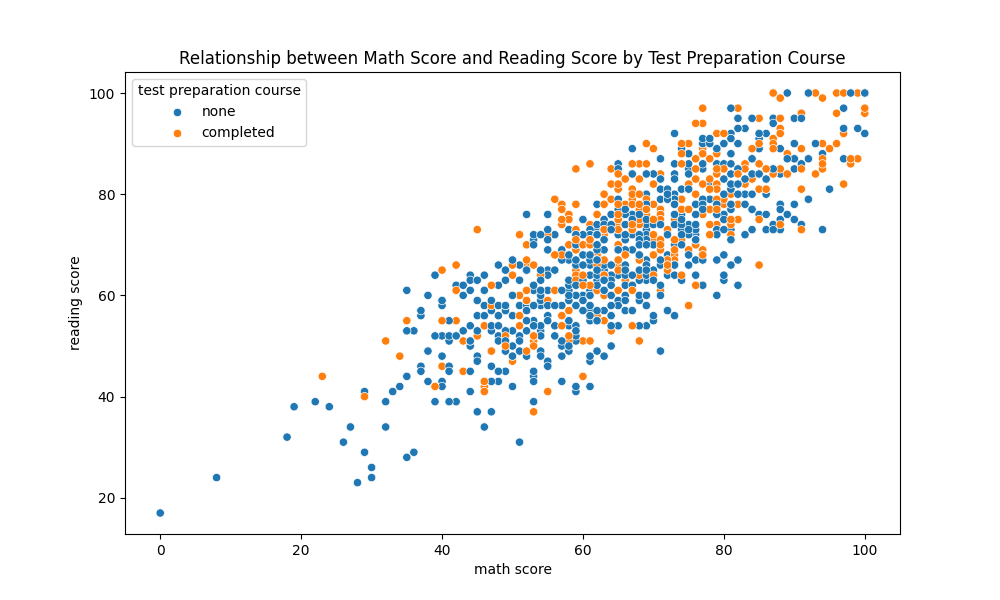 Relationship between Math Score and Reading Score by Test Preparation Course
test preparation course
none
completed
100
80
60
40
20
reading score
0
20
40
60
80
100
math score